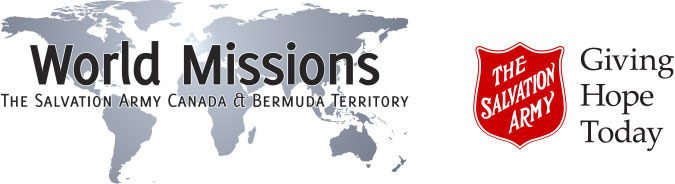 World Missions
The Salvation Army Canada & Bermuda Territory
THE
SALVATION
ARMY
Giving
Hope
Today